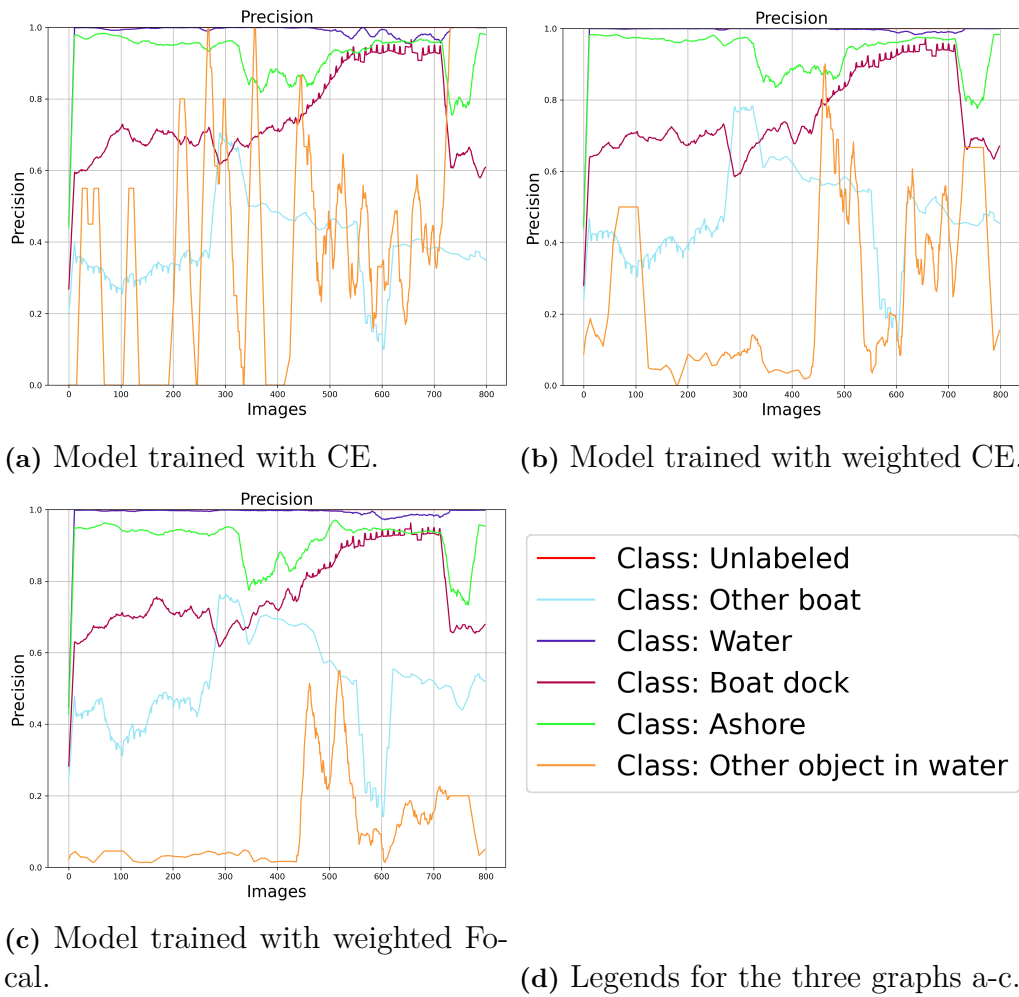 Precision
1.0
0.8
0.6
0.4
0.2
0.0
Precision
0 100 200 300 400 500 600 700 800
Images
(a) Model trained with CE.
Precision
1.0
0.8
0.6
0.4
0.2
0.0
Precision
0 100 200 300 400 500 600 700 800
Images
(b) Model trained with weighted CE.
Precision
1.0
0.8
0.6
0.4
0.2
0.0
Precision
0 100 200 300 400 500 600 700 800
Images
(c) Model trained with weighted Fo-
cal.
Class: Unlabeled
Class: Other boat
Class: Water
Class: Boat dock
Class: Ashore
Class: Other object in water
(d) Legends for the three graphs a-c.